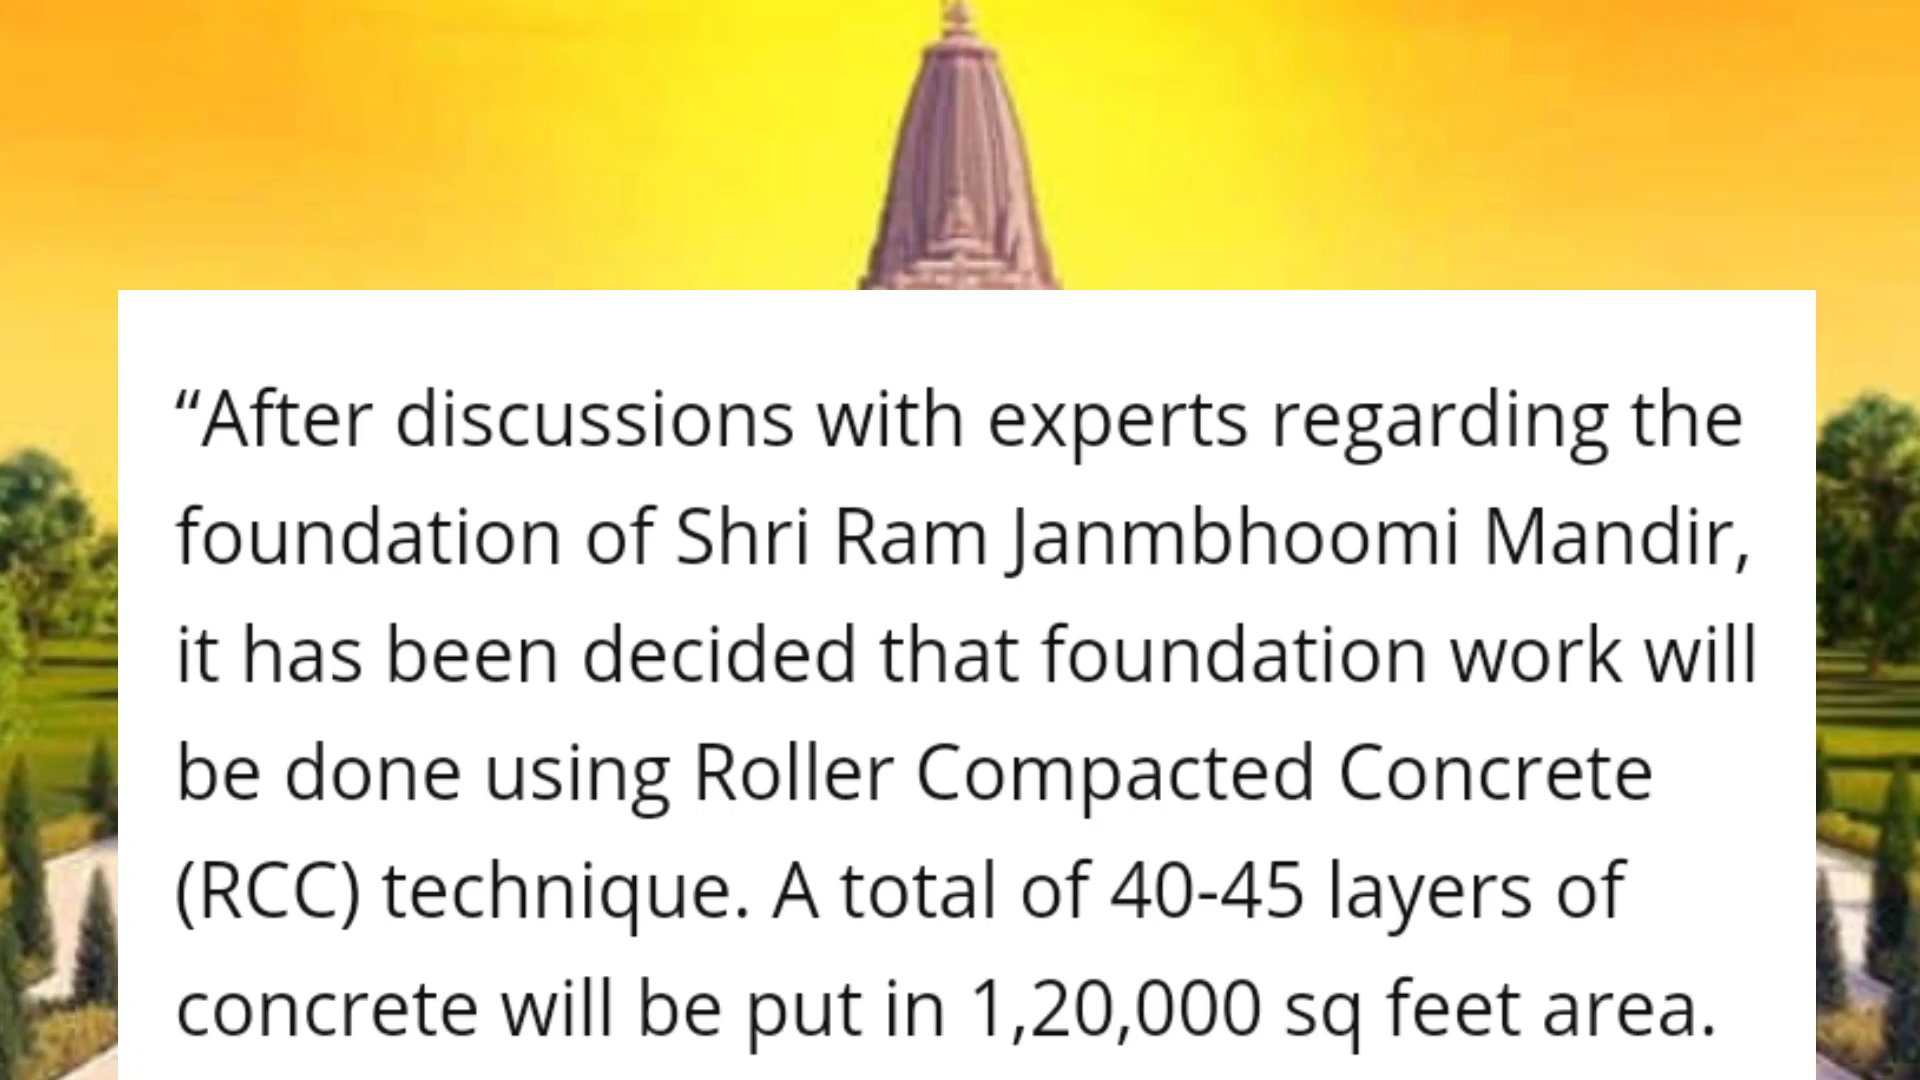 “After discussions with experts regarding the
foundation of Shri Ram Janmbhoomi Mandir,
it has been decided that foundation work will
be done using Roller Compacted Concrete
(RCC) technique. A total of 40-45 layers of
concrete will be put in 1,20,000 sq feet area.